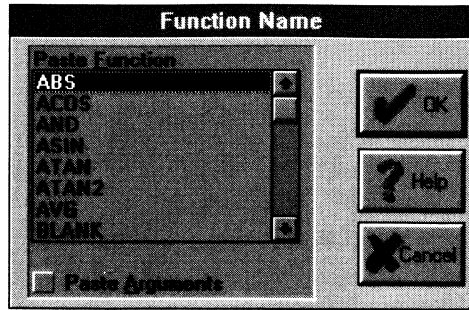 Function Name
Paste Function
ABS
ACOS
AND
ASIN
ATAN
ATAN2
AVG
BLANK
Paste Arguments
OK
Help
Cancel